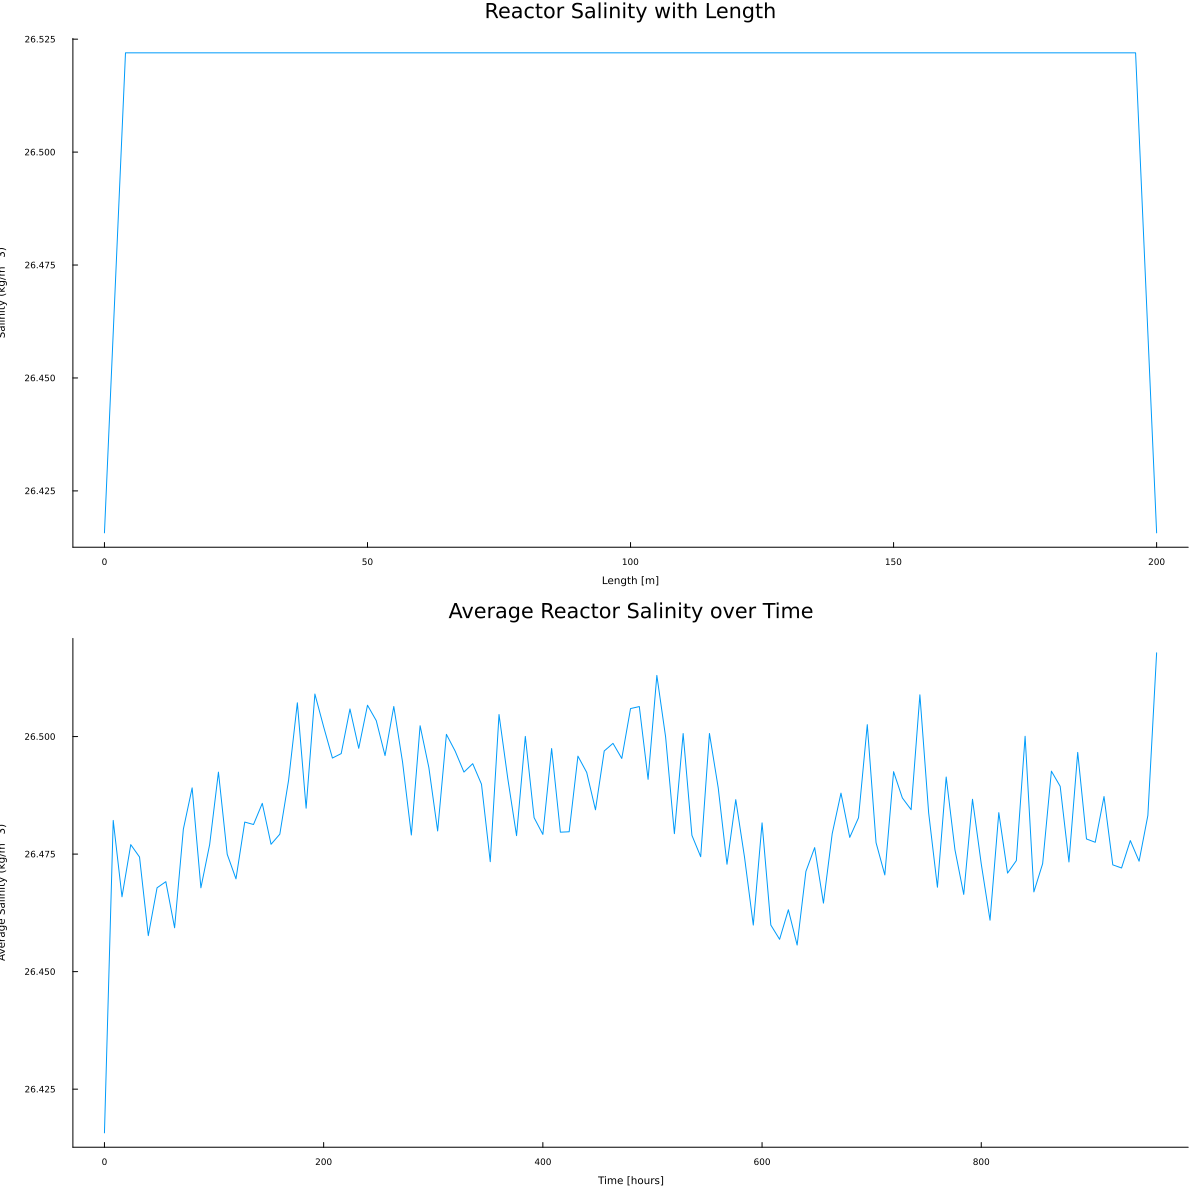 Reactor Salinity with Length
26.525
26.500
26.475
26.450
26.425
0 50 100 150 200
Length [m]
Average Reactor Salinity over Time
26.500
26.475
26.450
26.425
Average Salinity
0 200 400 600 800
Time [hours]